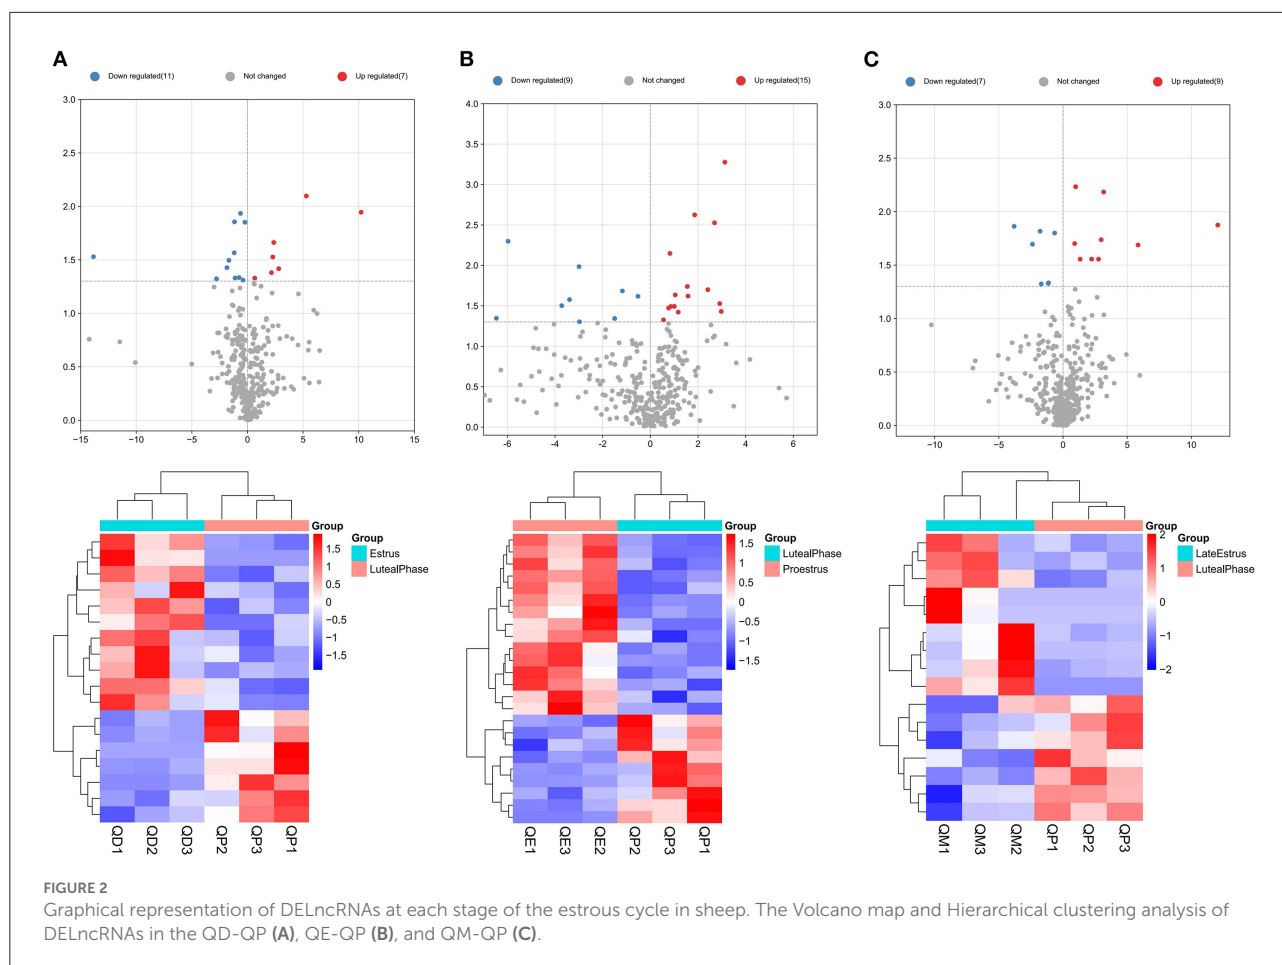 A
B
C
Down regulated(11) Not changed Up regulated(7)
Down regulated(9) Not changed Up regulated(15)
Down regulated(7) Not changed Up regulated(9)
3.0
2.5
2.0
1.5
1.0
0.5
0.0
−15 −10 −5 0 5 10 15
4.0
3.5
3.0
2.5
2.0
1.5
1.0
0.5
0.0
−6 −4 −2 0 2 4 6
3.0
2.5
2.0
1.5
1.0
0.5
0.0
−10 −5 0 5 10
Group
1.5
1
0.5
0
−0.5
−1
−1.5
Group
Estrus
LutealPhase
QD1 QD2 QD3 QP2 QP3 QP1
Group
1.5
1
0.5
0
−0.5
−1
−1.5
Group
LutealPhase
Proestrus
QE1 QE3 QE2 QP2 QP3 QP1
Group
2
1
0
−1
−2
Group
LateEstrus
LutealPhase
QM1 QM3 QM2 QP1 QP2 QP3
FIGURE 2
Graphical representation of DELncRNAs at each stage of the estrous cycle in sheep. The Volcano map and Hierarchical clustering analysis of
DELncRNAs in the QD-QP (A), QE-QP (B), and QM-QP (C).